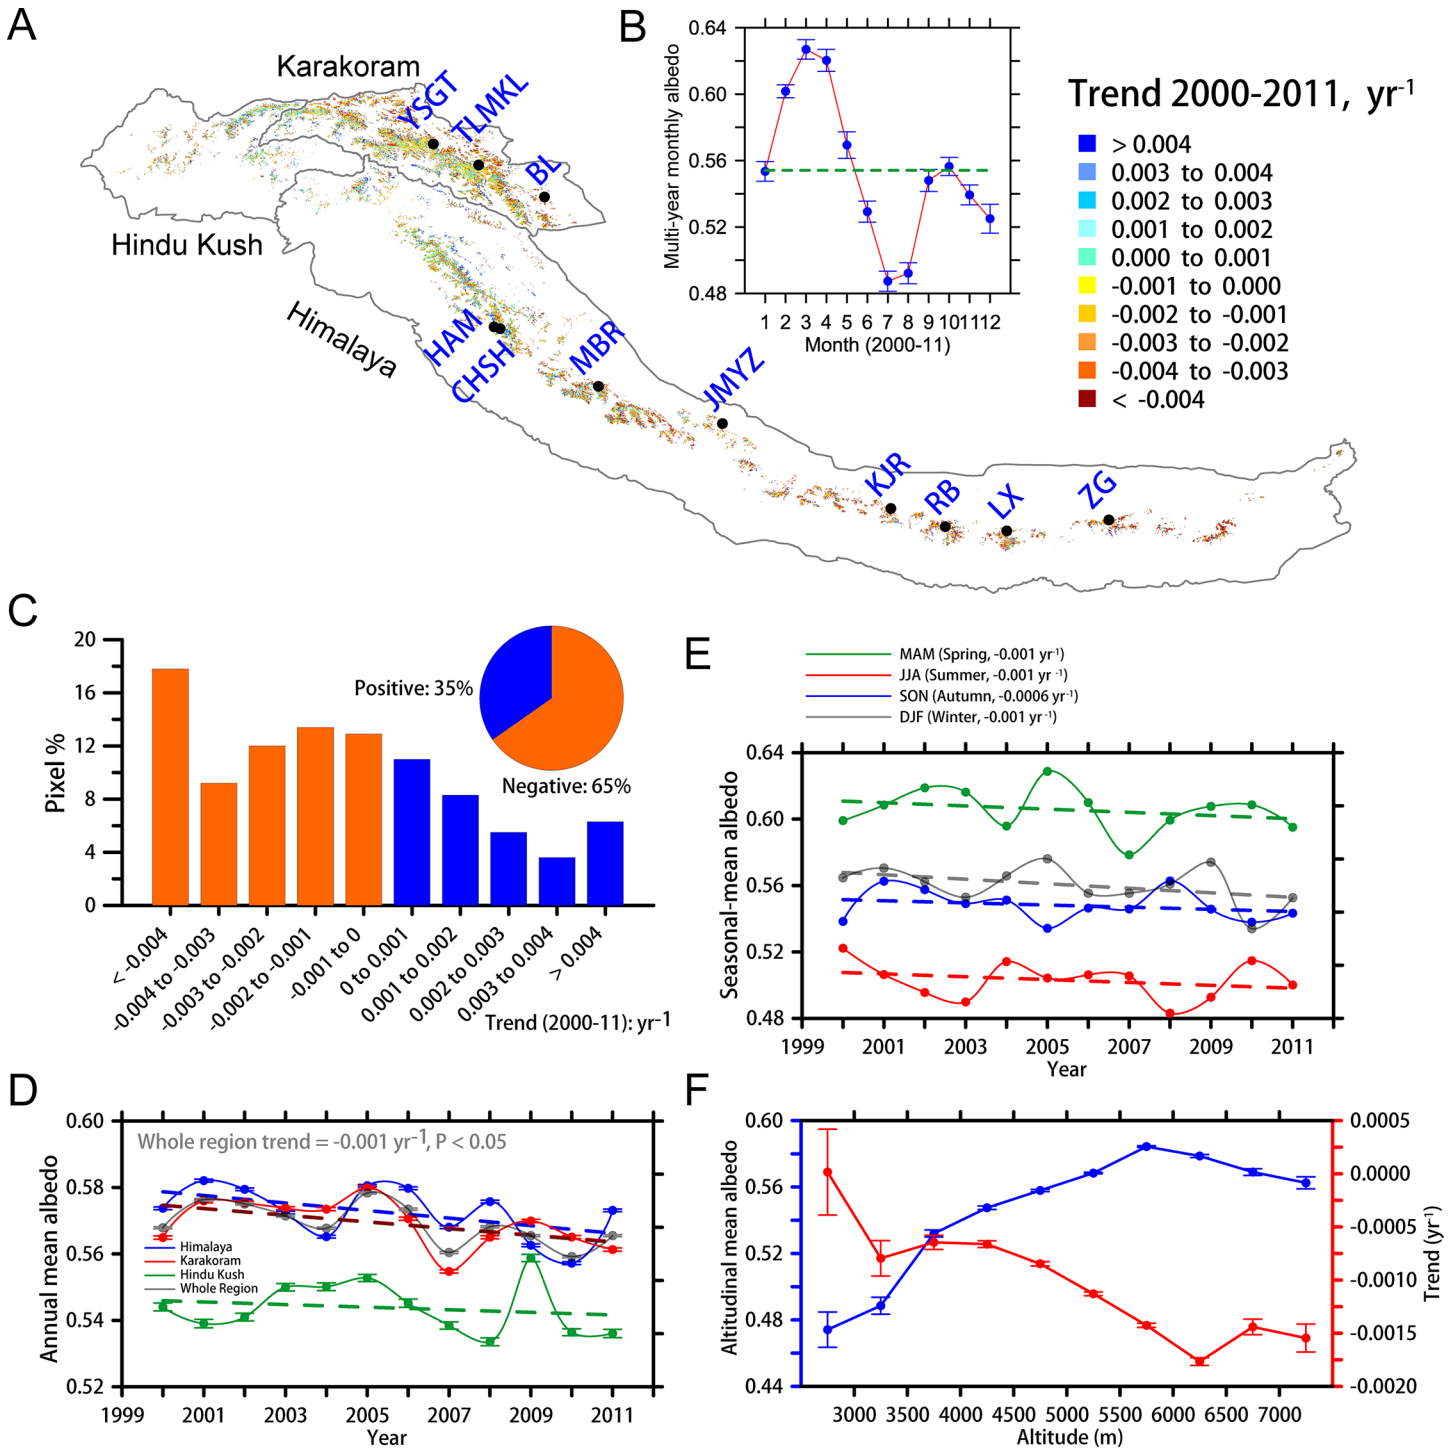 A
Karakoram
YSGT
TLMKL
BL
Hindu Kush
Himalaya
HAM
CHSH
MBR
JMYZ
KJR
RB
LX
ZG
B
Multi-year monthly albedo
0.64
0.60
0.56
0.52
0.48
1 2 3 4 5 6 7 8 9 10 11 12
Month (2000-11)
Trend 2000-2011, yr-1
> 0.004
0.003 to 0.004
0.002 to 0.003
0.001 to 0.002
0.000 to 0.001
-0.001 to 0.000
-0.002 to -0.001
-0.003 to -0.002
-0.004 to -0.003
< -0.004
C
Pixel %
20
16
12
8
4
0
Positive: 35%
Negative: 65%
< -0.004
-0.004 to -0.003
-0.003 to -0.002
-0.002 to -0.001
-0.001 to 0
0 to 0.001
0.001 to 0.002
0.002 to 0.003
0.003 to 0.004
> 0.004
Trend (2000-11): yr-1
E
MAM (Spring, -0.001 yr-1)
JJA (Summer, -0.001 yr-1)
SON (Autumn, -0.0006 yr-1)
DJF (Winter, -0.001 yr-1)
Seasonal-mean albedo
0.64
0.60
0.56
0.52
0.48
1999 2001 2003 2005 2007 2009 2011
Year
D
Annual mean albedo
0.60
0.58
0.56
0.54
0.52
Whole region trend = -0.001 yr-1, P < 0.05
Himalaya
Karakoram
Hindu Kush
Whole Region
1999 2001 2003 2005 2007 2009 2011
Year
F
Altitudinal mean albedo
0.60
0.56
0.52
0.48
0.44
0.0005
0.0000
-0.0005
-0.0010
-0.0015
-0.0020
Trend (yr-1)
3000 3500 4000 4500 5000 5500 6000 6500 7000
Altitude (m)